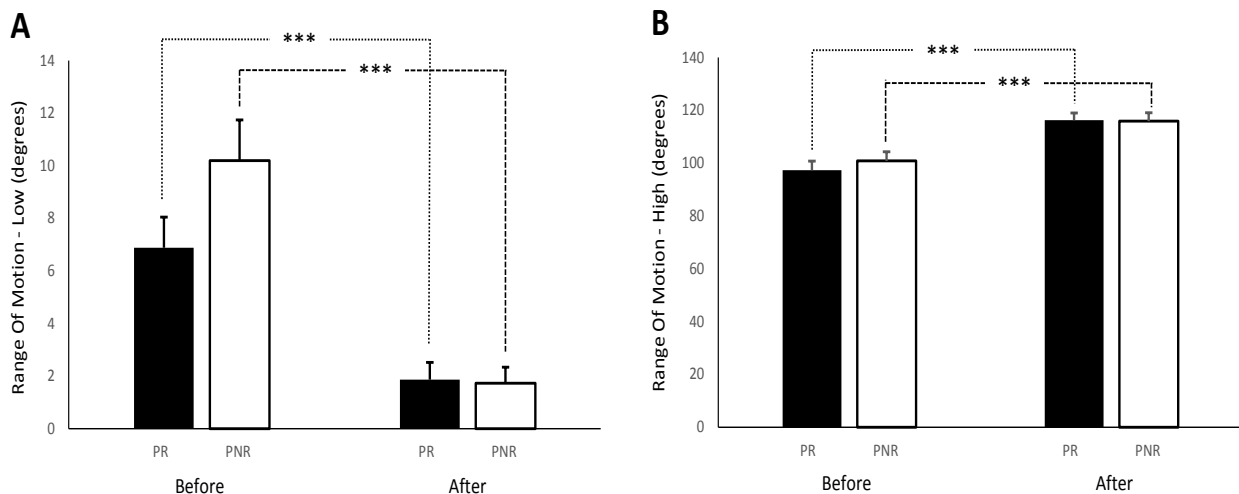 A
Range Of Motion - Low (degrees)
14
12
10
8
6
4
2
0
***
***
PR
PNR
PR
PNR
Before
After
B
Range Of Motion - High (degrees)
140
120
100
80
60
40
20
0
***
***
PR
PNR
PR
PNR
Before
After